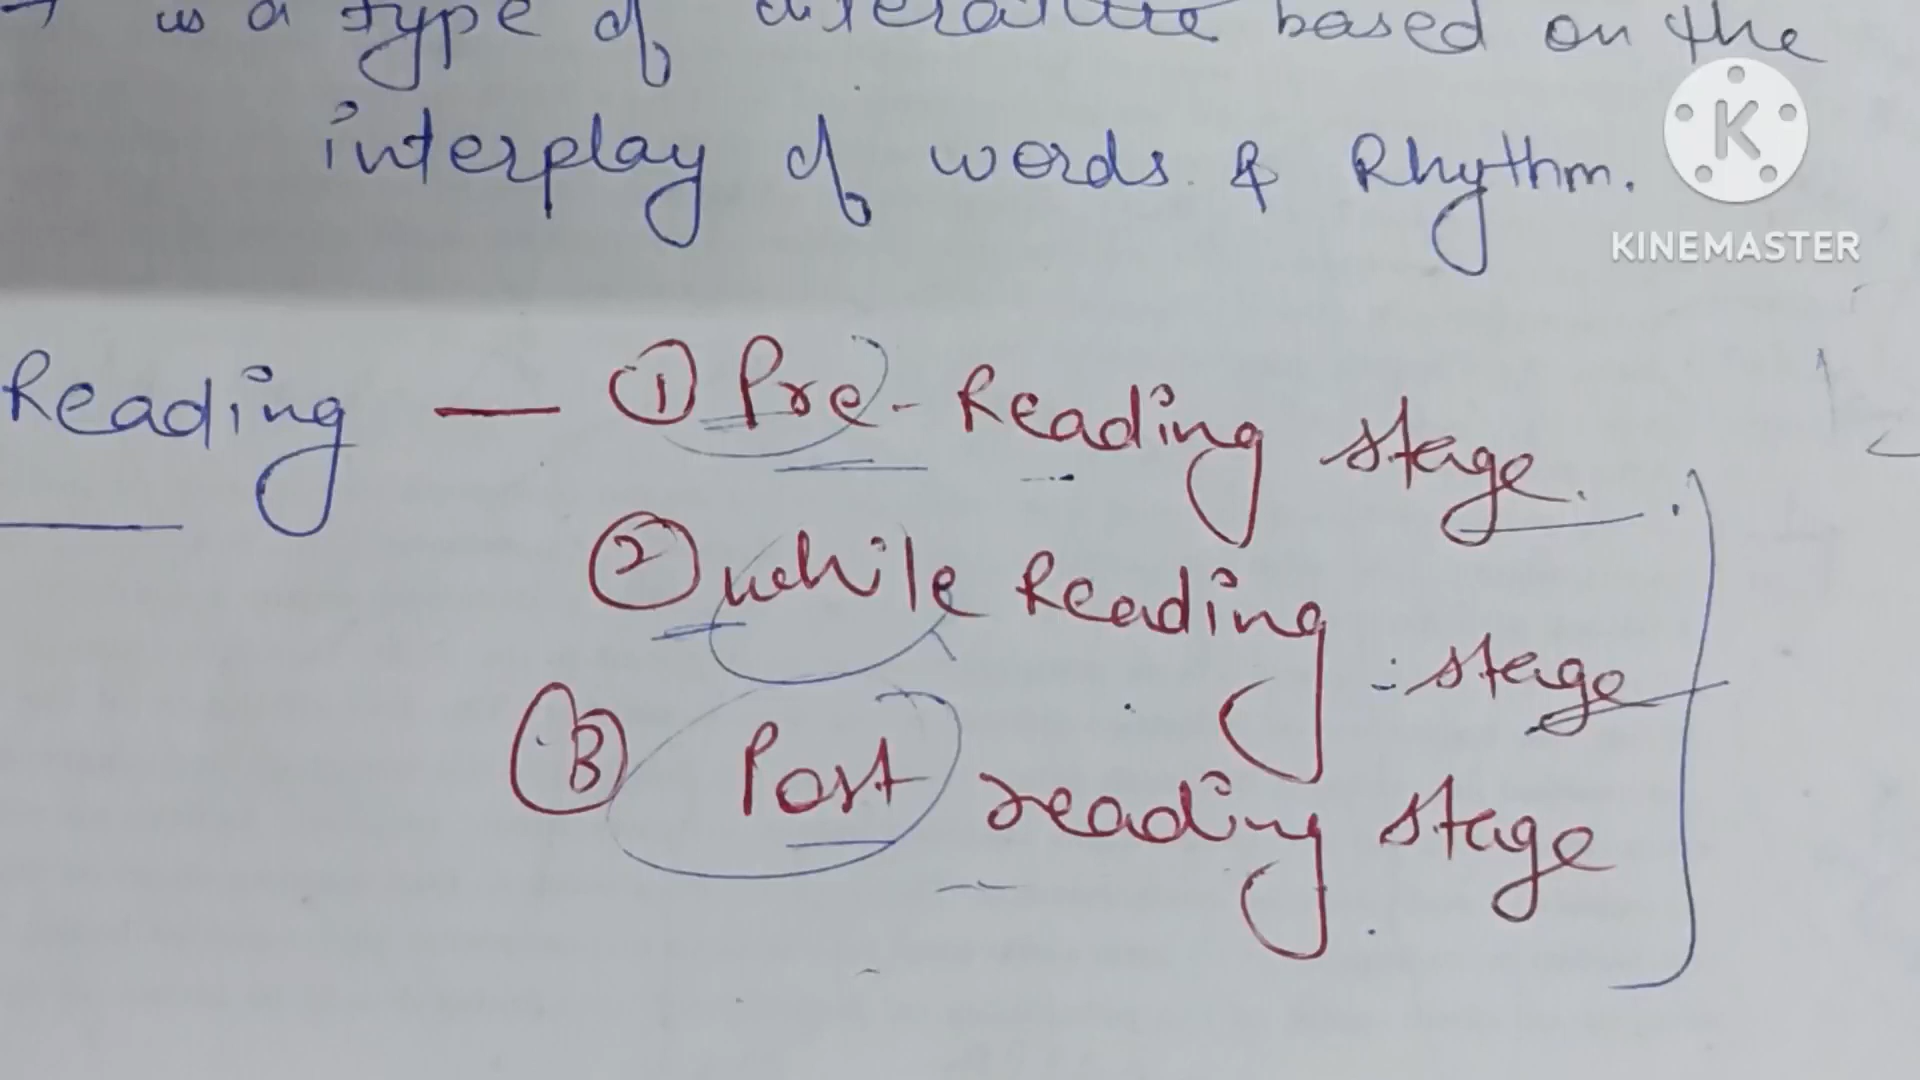 is a type of literature based on the
interplay of words & Rhythm.
K
KINEMASTER
Reading — ① Pre-Reading stage.
② while Reading stage
③ Post reading stage